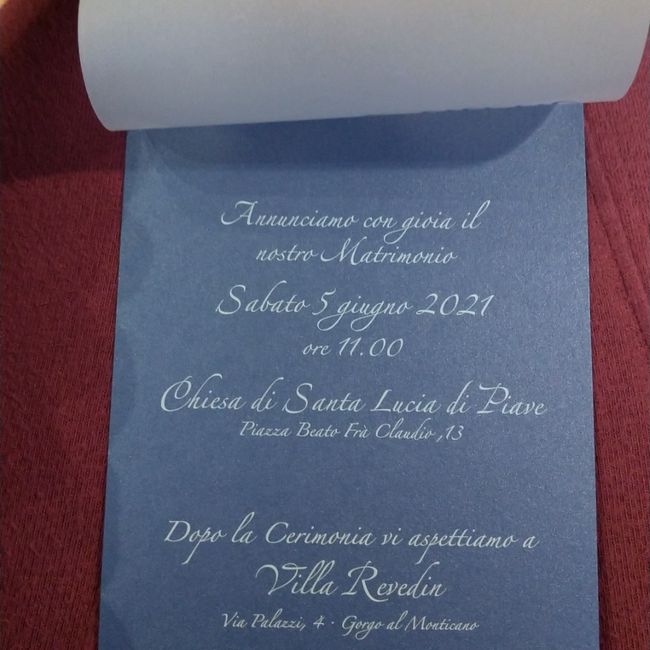 Annunciamo con gioia il
nostro Matrimonio
Sabato 5 giugno 2021
ore 11.00
Chiesa di Santa Lucia di Piave
Piazza Beato Frà Claudio ,13
Dopo la Cerimonia vi aspettiamo a
Villa Revedin
Via Palazzi, 4 · Gorgo al Monticano